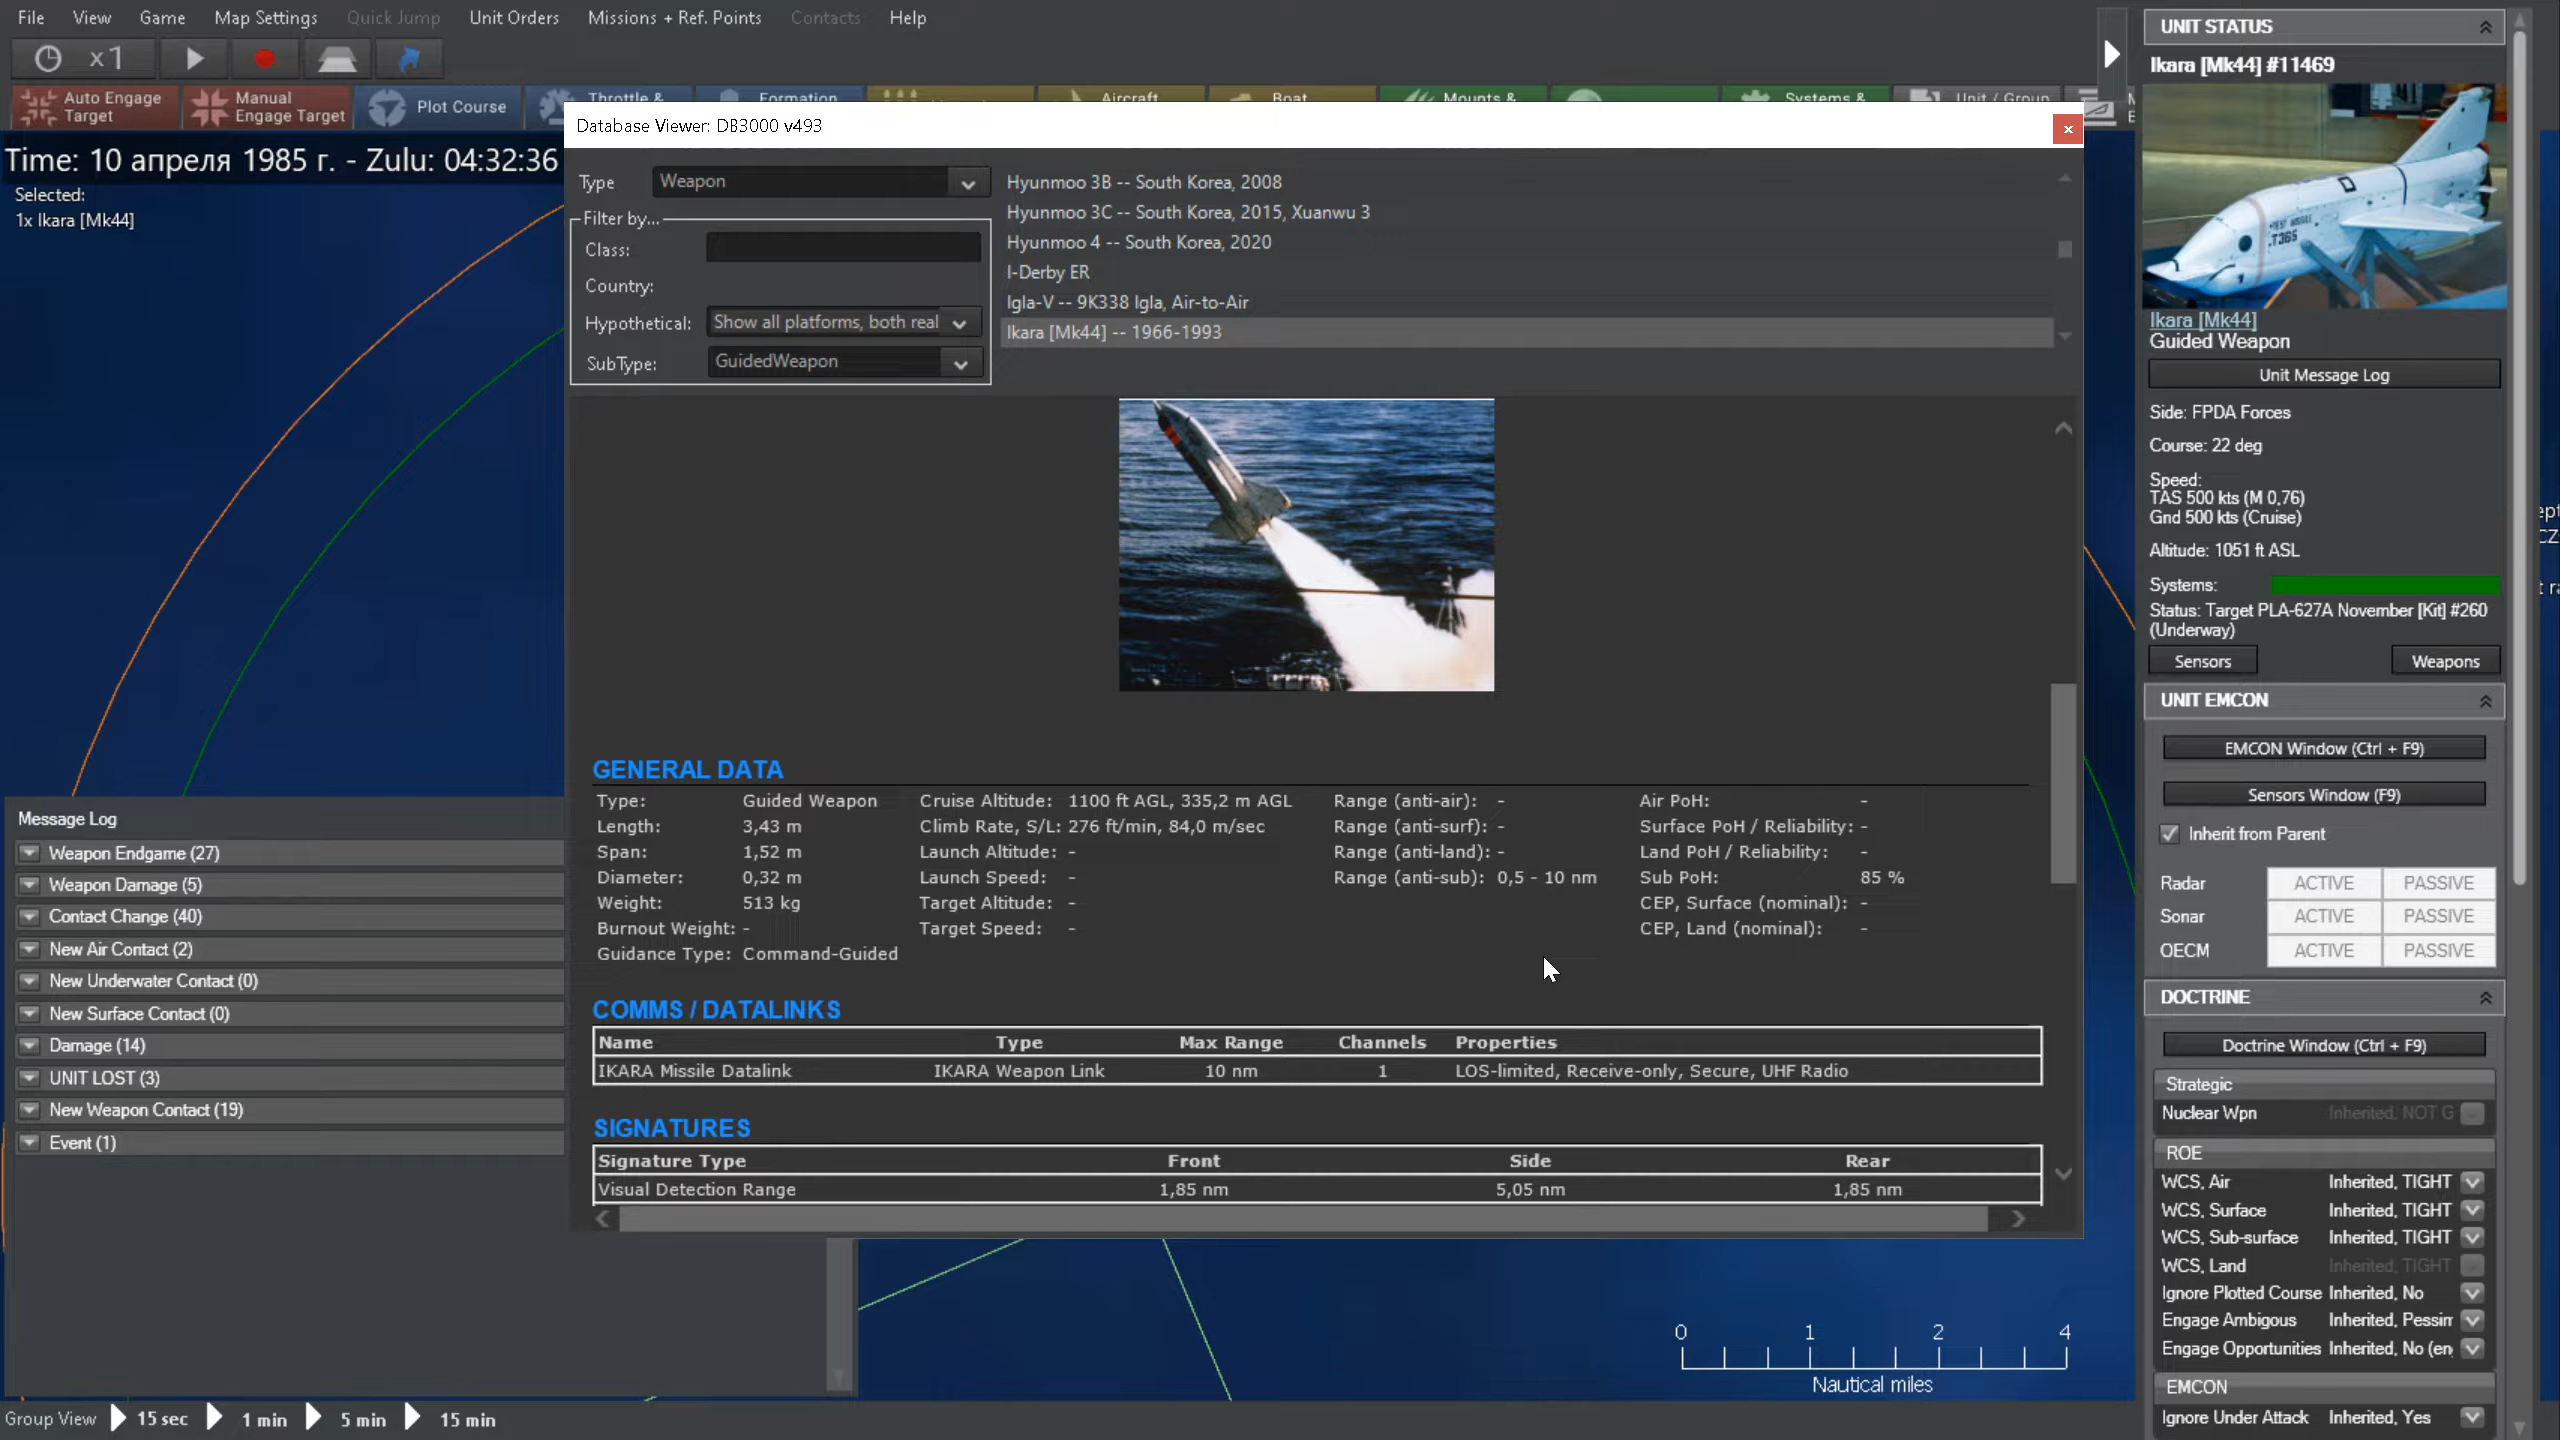 File View Game Map Settings Quick Jump Unit Orders Missions + Ref. Points Contacts Help
x1
Auto Engage Target
Manual Engage Target
Plot Course
Throttle &
Formation
Aircraft
Boat
Mounts &
Systems &
Unit / Group
Time: 10 апреля 1985 г. - Zulu: 04:32:36
Selected:
1x Ikara [Mk44]
Database Viewer: DB3000 v493
Type Weapon
Filter by...
Class:
Country:
Hypothetical: Show all platforms, both real
SubType: GuidedWeapon
Hyunmoo 3B -- South Korea, 2008
Hyunmoo 3C -- South Korea, 2015, Xuanwu 3
Hyunmoo 4 -- South Korea, 2020
I-Derby ER
Igla-V -- 9K338 Igla, Air-to-Air
Ikara [Mk44] -- 1966-1993
GENERAL DATA
Type: Guided Weapon Cruise Altitude: 1100 ft AGL, 335,2 m AGL Range (anti-air): - Air PoH: -
Length: 3,43 m Climb Rate, S/L: 276 ft/min, 84,0 m/sec Range (anti-surf): - Surface PoH / Reliability: -
Span: 1,52 m Launch Altitude: - Range (anti-land): - Land PoH / Reliability: -
Diameter: 0,32 m Launch Speed: - Range (anti-sub): 0,5 - 10 nm Sub PoH: 85 %
Weight: 513 kg Target Altitude: - CEP, Surface (nominal): -
Burnout Weight: - Target Speed: - CEP, Land (nominal): -
Guidance Type: Command-Guided
COMMS / DATALINKS
Name Type Max Range Channels Properties
IKARA Missile Datalink IKARA Weapon Link 10 nm 1 LOS-limited, Receive-only, Secure, UHF Radio
SIGNATURES
Signature Type Front Side Rear
Visual Detection Range 1,85 nm 5,05 nm 1,85 nm
Message Log
Weapon Endgame (27)
Weapon Damage (5)
Contact Change (40)
New Air Contact (2)
New Underwater Contact (0)
New Surface Contact (0)
Damage (14)
UNIT LOST (3)
New Weapon Contact (19)
Event (1)
0 1 2 4
Nautical miles
Group View 15 sec 1 min 5 min 15 min
UNIT STATUS
Ikara [Mk44] #11469
TEST MISSILE
T365
Ikara [Mk44]
Guided Weapon
Unit Message Log
Side: FPDA Forces
Course: 22 deg
Speed:
TAS 500 kts (M 0,76)
Gnd 500 kts (Cruise)
Altitude: 1051 ft ASL
Systems:
Status: Target PLA-627A November [Kit] #260
(Underway)
Sensors Weapons
UNIT EMCON
EMCON Window (Ctrl + F9)
Sensors Window (F9)
Inherit from Parent
Radar ACTIVE PASSIVE
Sonar ACTIVE PASSIVE
OECM ACTIVE PASSIVE
DOCTRINE
Doctrine Window (Ctrl + F9)
Strategic
Nuclear Wpn Inherited, NOT G
ROE
WCS, Air Inherited, TIGHT
WCS, Surface Inherited, TIGHT
WCS, Sub-surface Inherited, TIGHT
WCS, Land Inherited, TIGHT
Ignore Plotted Course Inherited, No
Engage Ambigous Inherited, Pessim
Engage Opportunities Inherited, No (en
EMCON
Ignore Under Attack Inherited, Yes